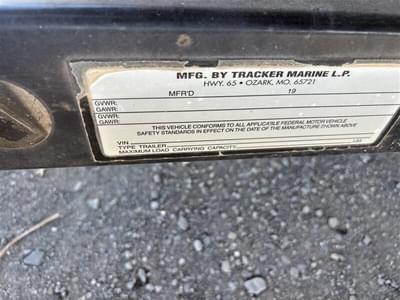 MFG. BY TRACKER MARINE L.P.
HWY. 65 • OZARK, MO. 65721
MFR'D 19
GVWR:
GAWR:
GVWR:
GAWR:
THIS VEHICLE CONFORMS TO ALL APPLICABLE FEDERAL MOTOR VEHICLE
SAFETY STANDARDS IN EFFECT ON THE DATE OF THE MANUFACTURE SHOWN ABOVE
VIN
TYPE TRAILER
MAXIMUM LOAD CARRYING CAPACITY: LBS